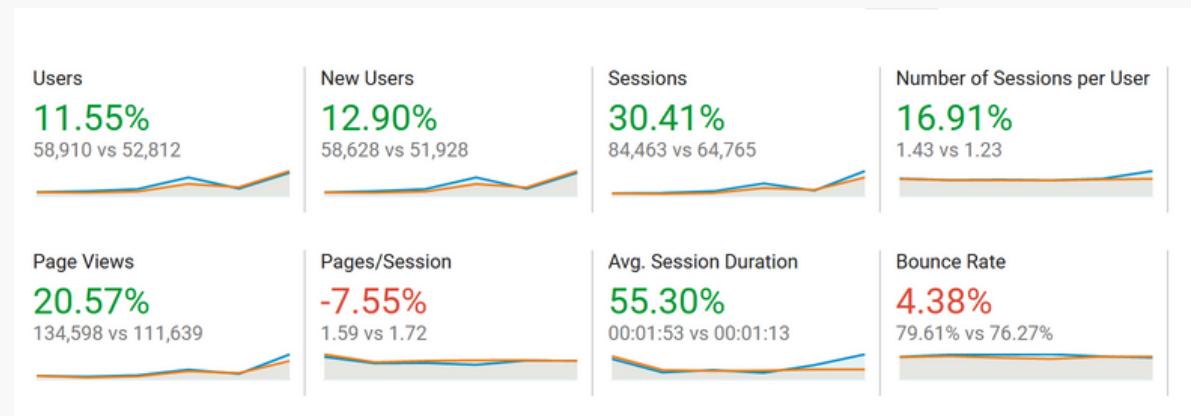 Users
11.55%
58,910 vs 52,812
New Users
12.90%
58,628 vs 51,928
Sessions
30.41%
84,463 vs 64,765
Number of Sessions per User
16.91%
1.43 vs 1.23
Page Views
20.57%
134,598 vs 111,639
Pages/Session
-7.55%
1.59 vs 1.72
Avg. Session Duration
55.30%
00:01:53 vs 00:01:13
Bounce Rate
4.38%
79.61% vs 76.27%